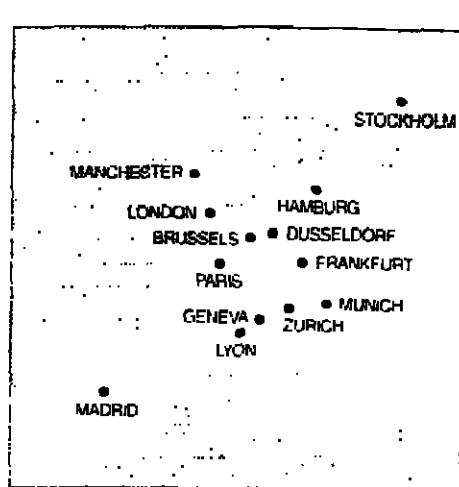 STOCKHOLM
MANCHESTER
HAMBURG
LONDON
BRUSSELS
DUSSELDORF
PARIS
FRANKFURT
GENEVA
ZURICH
MUNICH
LYON
MADRID